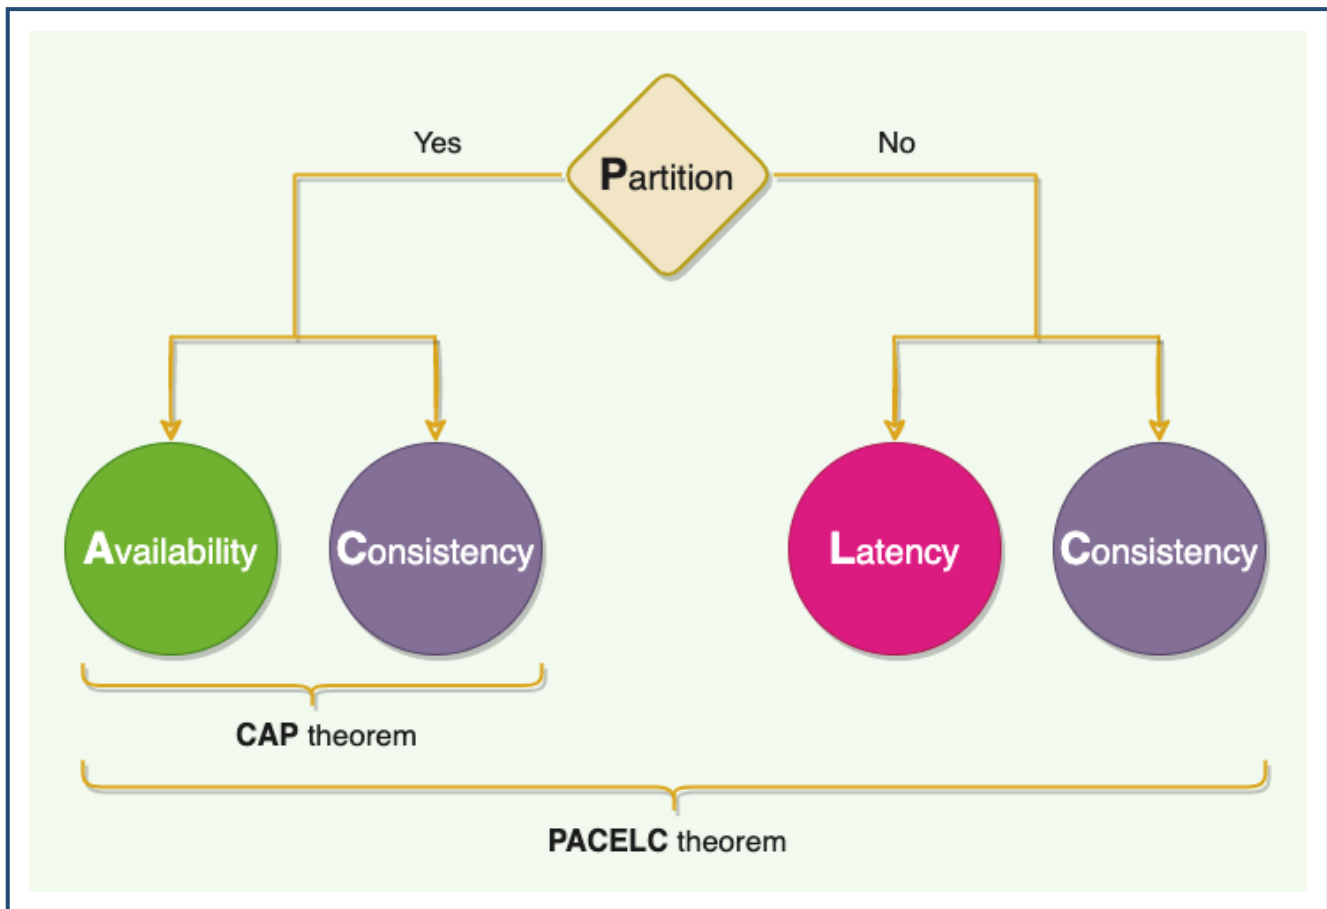 Yes
No
Partition
Availability
Consistency
Latency
Consistency
CAP theorem
PACELC theorem